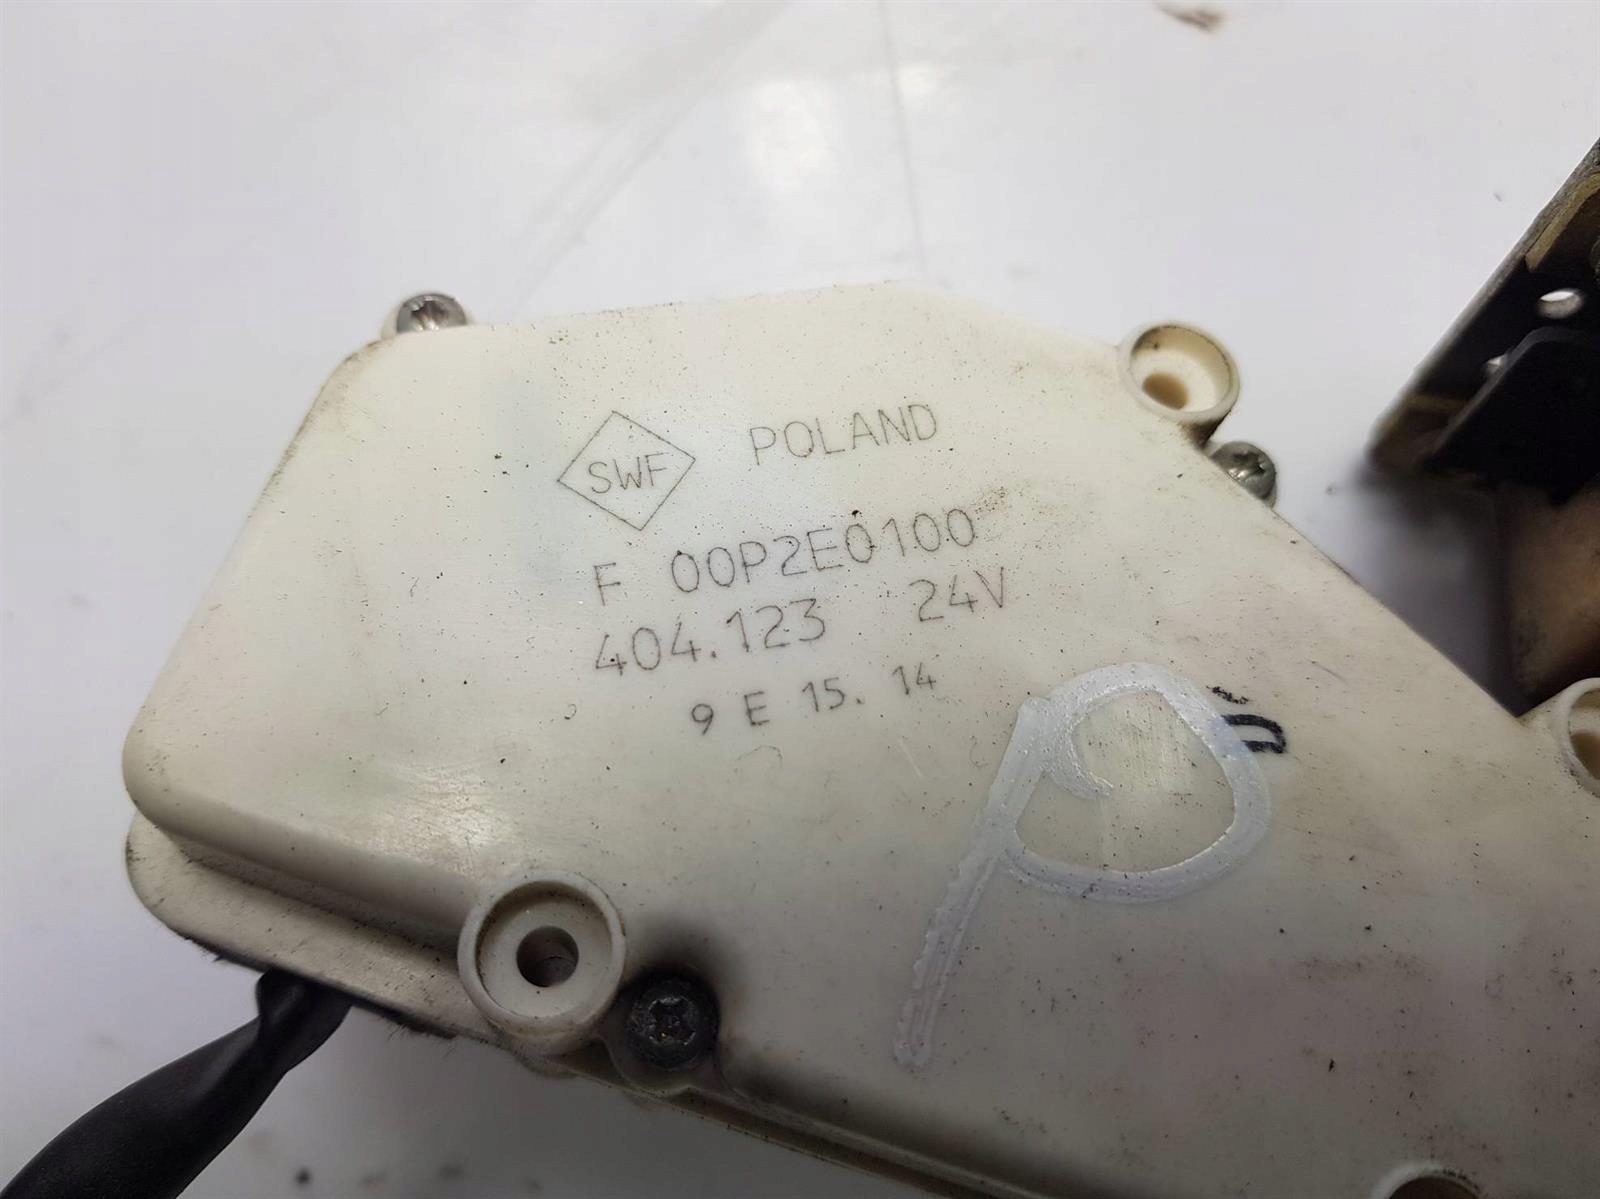 SWF POLAND
F 00P2E0100
404.123 24V
9 E 15. 14
P